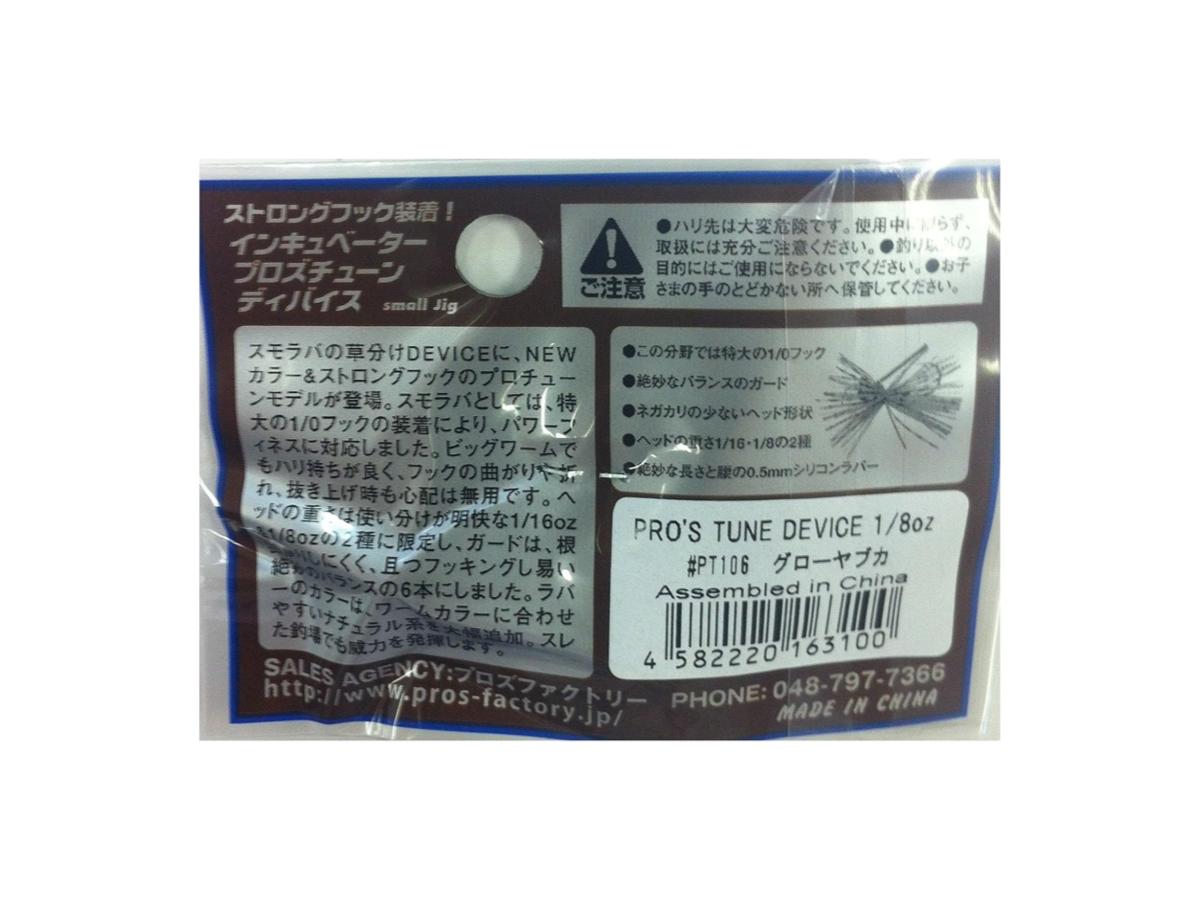 ストロングフック装着!
インキュベーター
プロズチューン
ディバイス small Jig
ご注意
●ハリ先は大変危険です。使用中に らず、
取扱には充分ご注意ください。●釣り以外の
目的にはご使用にならないでください。●お子
さまの手のとどかない所へ保管してください。
スモラバの草分けDEVICEに、NEW
カラー&ストロングフックのプロチュー
ンモデルが登場。スモラバとしては、特
大の1/0フックの装着により、パワーフ
ィネスに対応しました。ビッグワームで
もハリ持ちが良く、フックの曲がりや折
れ、抜き上げ時も心配は無用です。ヘ
ッドの重さは使い分けが明快な1/16oz
と1/8ozの2種に限定し、ガードは、根
しにくく、且つフッキングし易い
絶妙のバランスの6本にしました。ラバ
ーのカラーは、ワームカラーに合わせ
やすいナチュラル系を大幅追加。スレ
た釣場でも威力を発揮します。
●この分野では特大の1/0フック
●絶妙なバランスのガード
●ネガカリの少ないヘッド形状
●ヘッドの重さ1/16・1/8の2種
●絶妙な長さと腰の0.5mmシリコンラバー
PRO'S TUNE DEVICE 1/8oz
#PT106 グローヤブカ
Assembled in China
4 582220 163100
SALES AGENCY:プロズファクトリー
http://www.pros-factory.jp/
PHONE: 048-797-7366
MADE IN CHINA